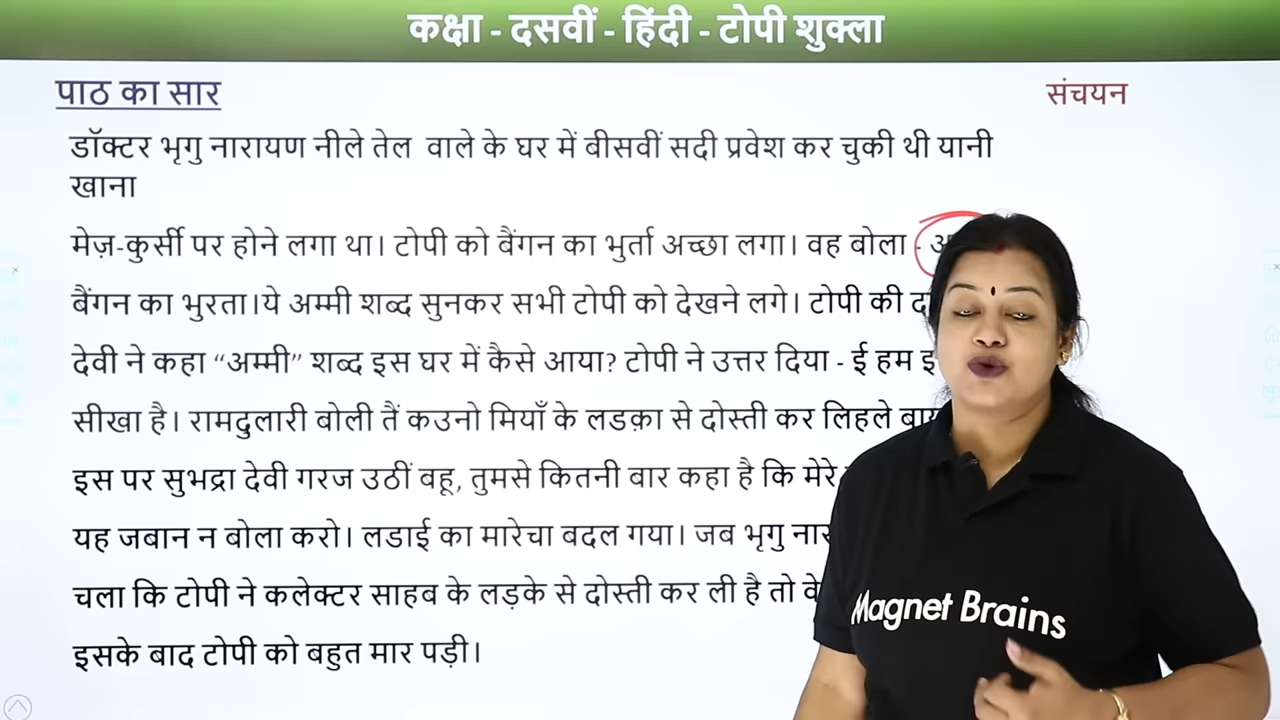 कक्षा - दसवीं - हिंदी - टोपी शुक्ला
पाठ का सार
संचयन
डॉक्टर भृगु नारायण नीले तेल वाले के घर में बीसवीं सदी प्रवेश कर चुकी थी यानी
खाना
मेज़-कुर्सी पर होने लगा था। टोपी को बैंगन का भुर्ता अच्छा लगा। वह बोला -
बैंगन का भुरता।ये अम्मी शब्द सुनकर सभी टोपी को देखने लगे। टोपी की
देवी ने कहा “अम्मी” शब्द इस घर में कैसे आया? टोपी ने उत्तर दिया - ई हम
सीखा है। रामदुलारी बोली तैं कउनो मियाँ के लडक़ा से दोस्ती कर लिहले
इस पर सुभद्रा देवी गरज उठीं बहू, तुमसे कितनी बार कहा है कि मेरे
यह जबान न बोला करो। लडाई का मारेचा बदल गया। जब भृगु
चला कि टोपी ने कलेक्टर साहब के लड़के से दोस्ती कर ली है तो वे
इसके बाद टोपी को बहुत मार पड़ी।
Magnet Brains